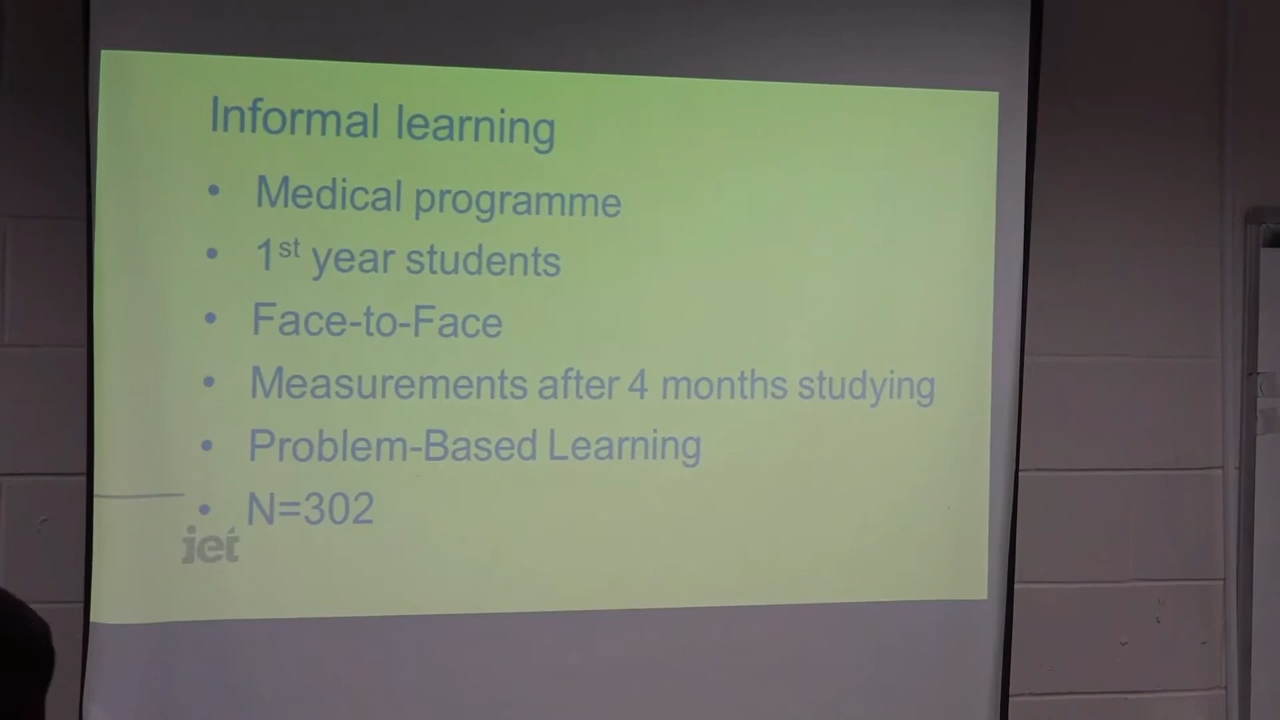 Informal learning
• Medical programme
• 1st year students
• Face-to-Face
• Measurements after 4 months studying
• Problem-Based Learning
• N=302
iet